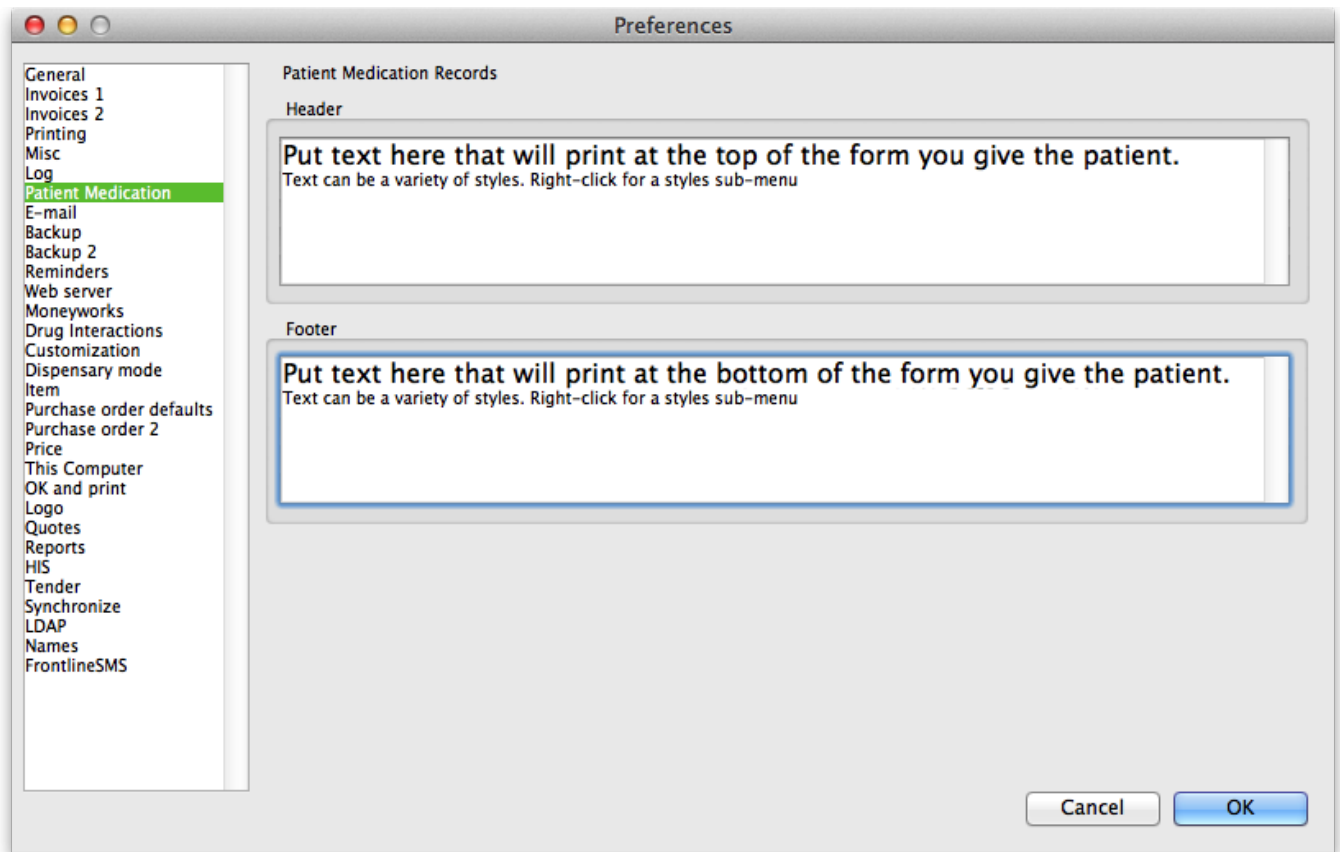 Preferences
General
Invoices 1
Invoices 2
Printing
Misc
Log
Patient Medication
E-mail
Backup
Backup 2
Reminders
Web server
Moneyworks
Drug Interactions
Customization
Dispensary mode
Item
Purchase order defaults
Purchase order 2
Price
This Computer
OK and print
Logo
Quotes
Reports
HIS
Tender
Synchronize
LDAP
Names
FrontlineSMS
Patient Medication Records
Header
Put text here that will print at the top of the form you give the patient.
Text can be a variety of styles. Right-click for a styles sub-menu
Footer
Put text here that will print at the bottom of the form you give the patient.
Text can be a variety of styles. Right-click for a styles sub-menu
Cancel
OK